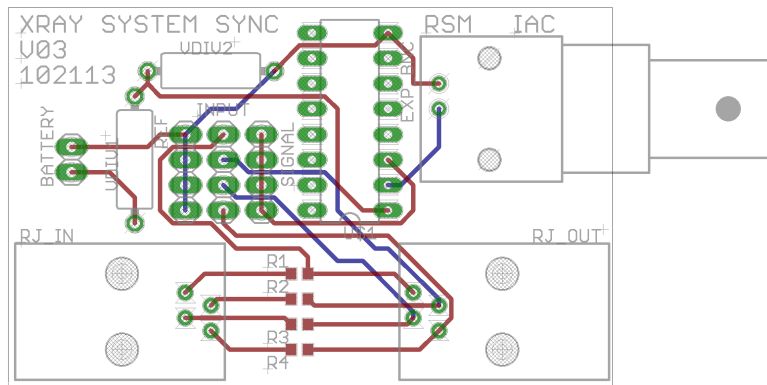 XRAY SYSTEM SYNC
RSM IAC
V03
VDIV2
102113
EXP BNC
INPUT
BATTERY
VDIV1
REF
SIGNAL
RJ_IN
RJ_OUT
R1
R2
R3
R4